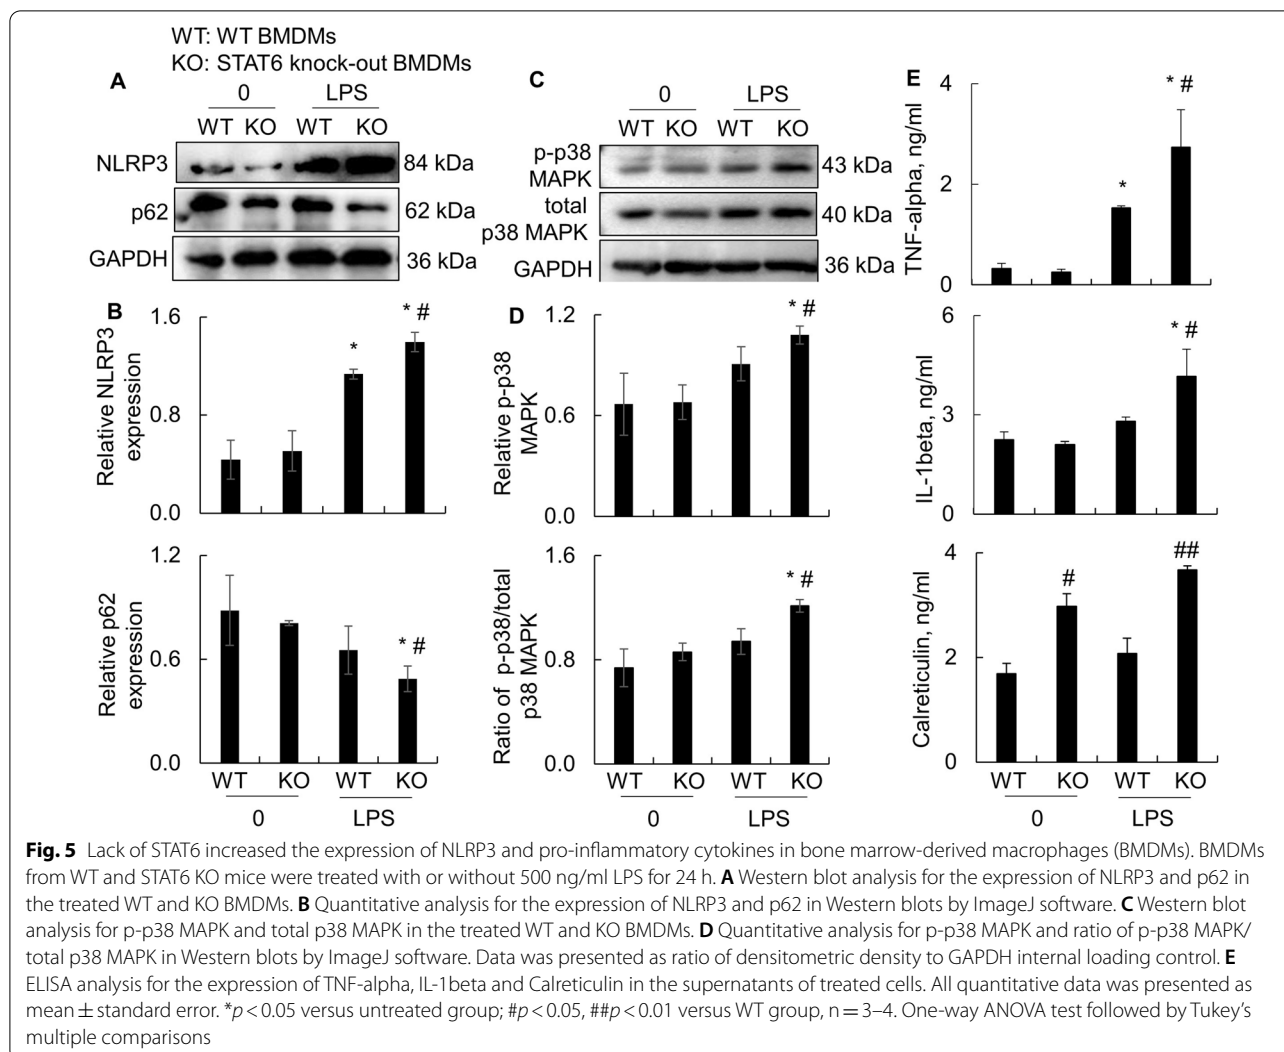 WT: WT BMDMs
KO: STAT6 knock-out BMDMs
A
0 LPS
WT KO WT KO
NLRP3 84 kDa
p62 62 kDa
GAPDH 36 kDa
B
Relative NLRP3 expression
1.6
0.8
0.0
*
* #
Relative p62 expression
1.2
0.6
0.0
* #
WT KO WT KO
0 LPS
C
0 LPS
WT KO WT KO
p-p38 MAPK 43 kDa
total p38 MAPK 40 kDa
GAPDH 36 kDa
D
Relative p-p38 MAPK
1.2
0.6
0.0
* #
Ratio of p-p38/total p38 MAPK
1.6
0.8
0.0
* #
WT KO WT KO
0 LPS
E
TNF-alpha, ng/ml
4
2
0
*
* #
IL-1beta, ng/ml
6
3
0
* #
Calreticulin, ng/ml
4
2
0
#
##
WT KO WT KO
0 LPS
Fig. 5 Lack of STAT6 increased the expression of NLRP3 and pro-inflammatory cytokines in bone marrow-derived macrophages (BMDMs). BMDMs
from WT and STAT6 KO mice were treated with or without 500 ng/ml LPS for 24 h. A Western blot analysis for the expression of NLRP3 and p62 in
the treated WT and KO BMDMs. B Quantitative analysis for the expression of NLRP3 and p62 in Western blots by ImageJ software. C Western blot
analysis for p-p38 MAPK and total p38 MAPK in the treated WT and KO BMDMs. D Quantitative analysis for p-p38 MAPK and ratio of p-p38 MAPK/
total p38 MAPK in Western blots by ImageJ software. Data was presented as ratio of densitometric density to GAPDH internal loading control. E
ELISA analysis for the expression of TNF-alpha, IL-1beta and Calreticulin in the supernatants of treated cells. All quantitative data was presented as
mean ± standard error. *p < 0.05 versus untreated group; #p < 0.05, ##p < 0.01 versus WT group, n = 3–4. One-way ANOVA test followed by Tukey's
multiple comparisons